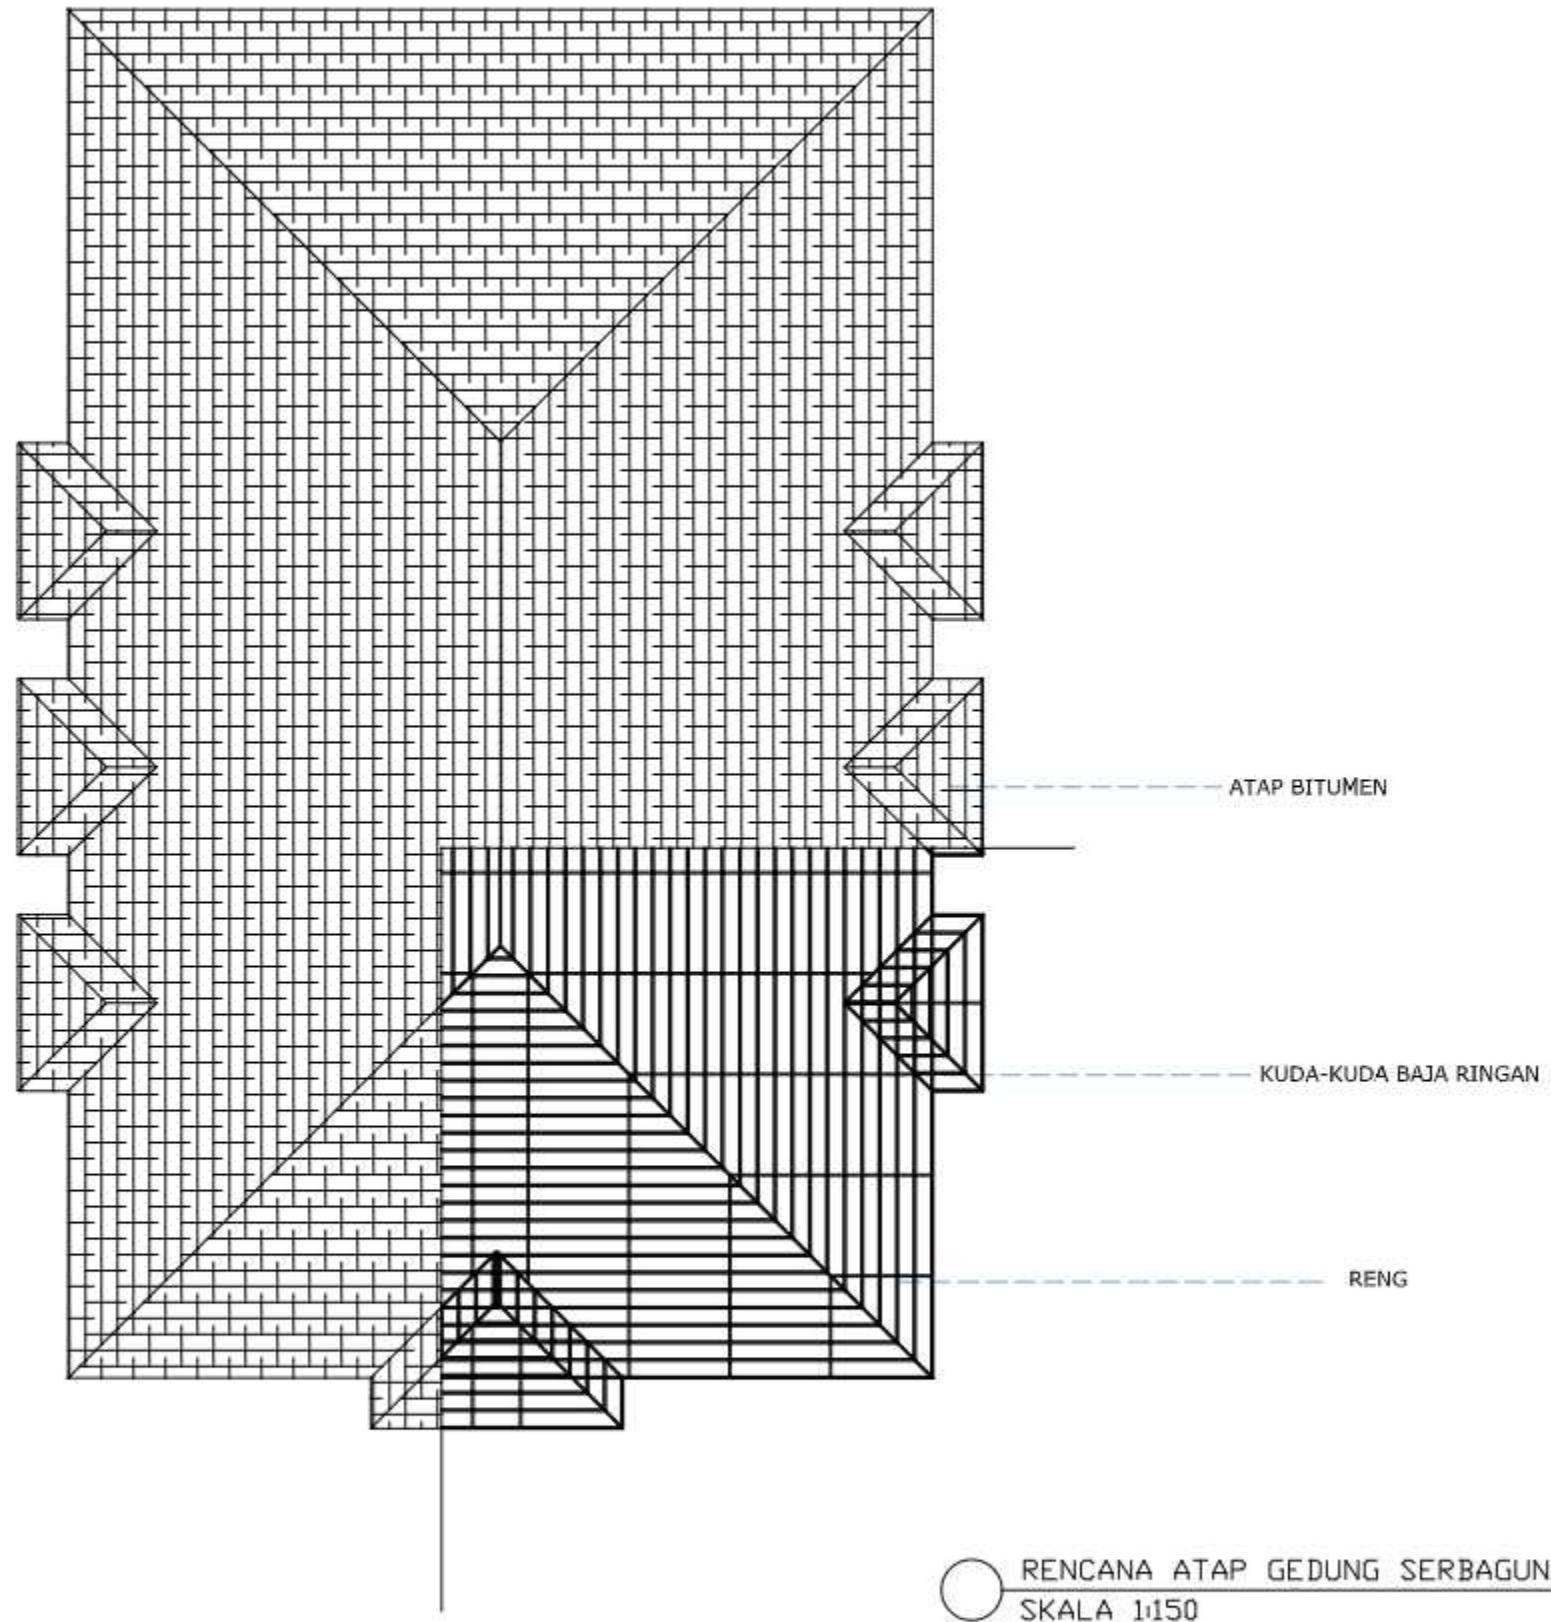 ATAP BITUMEN
KUDA-KUDA BAJA RINGAN
RENG
RENCANA ATAP GEDUNG SERBAGUN
SKALA 1:150